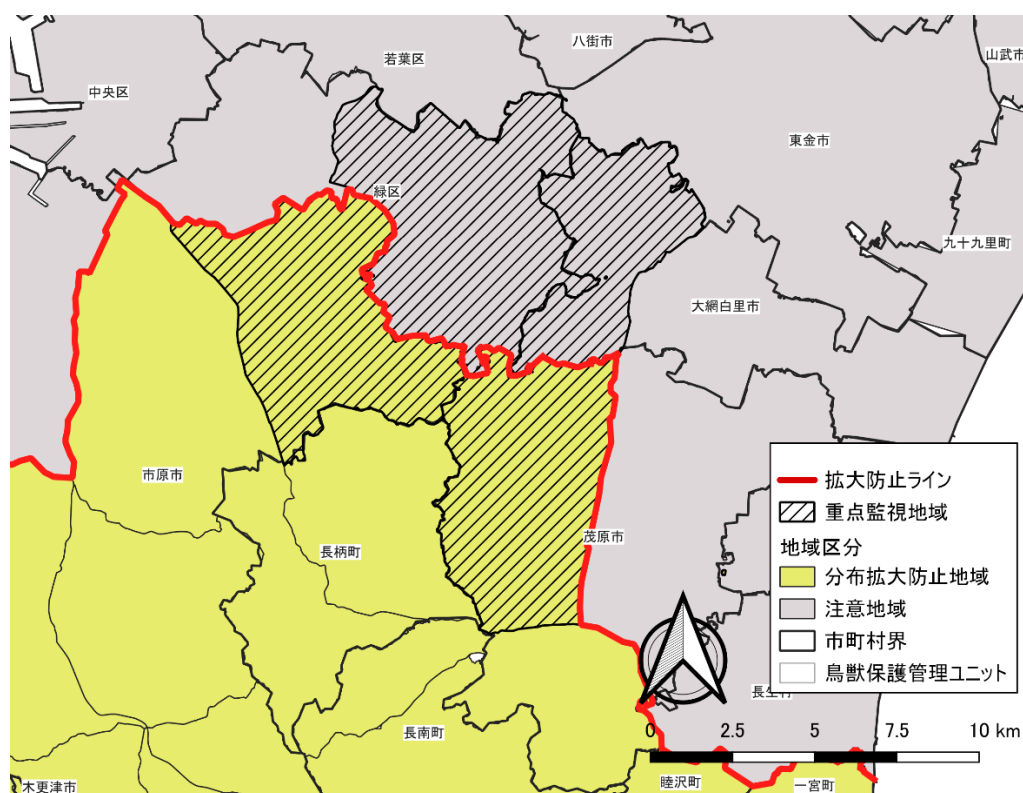 八街市
若葉区
山武市
中央区
東金市
緑区
九十九里町
大網白里市
市原市
茂原市
長柄町
長生村
長南町
木更津市
睦沢町
一宮町
拡大防止ライン
重点監視地域
地域区分
分布拡大防止地域
注意地域
市町村界
鳥獣保護管理ユニット
0 2.5 5 7.5 10 km